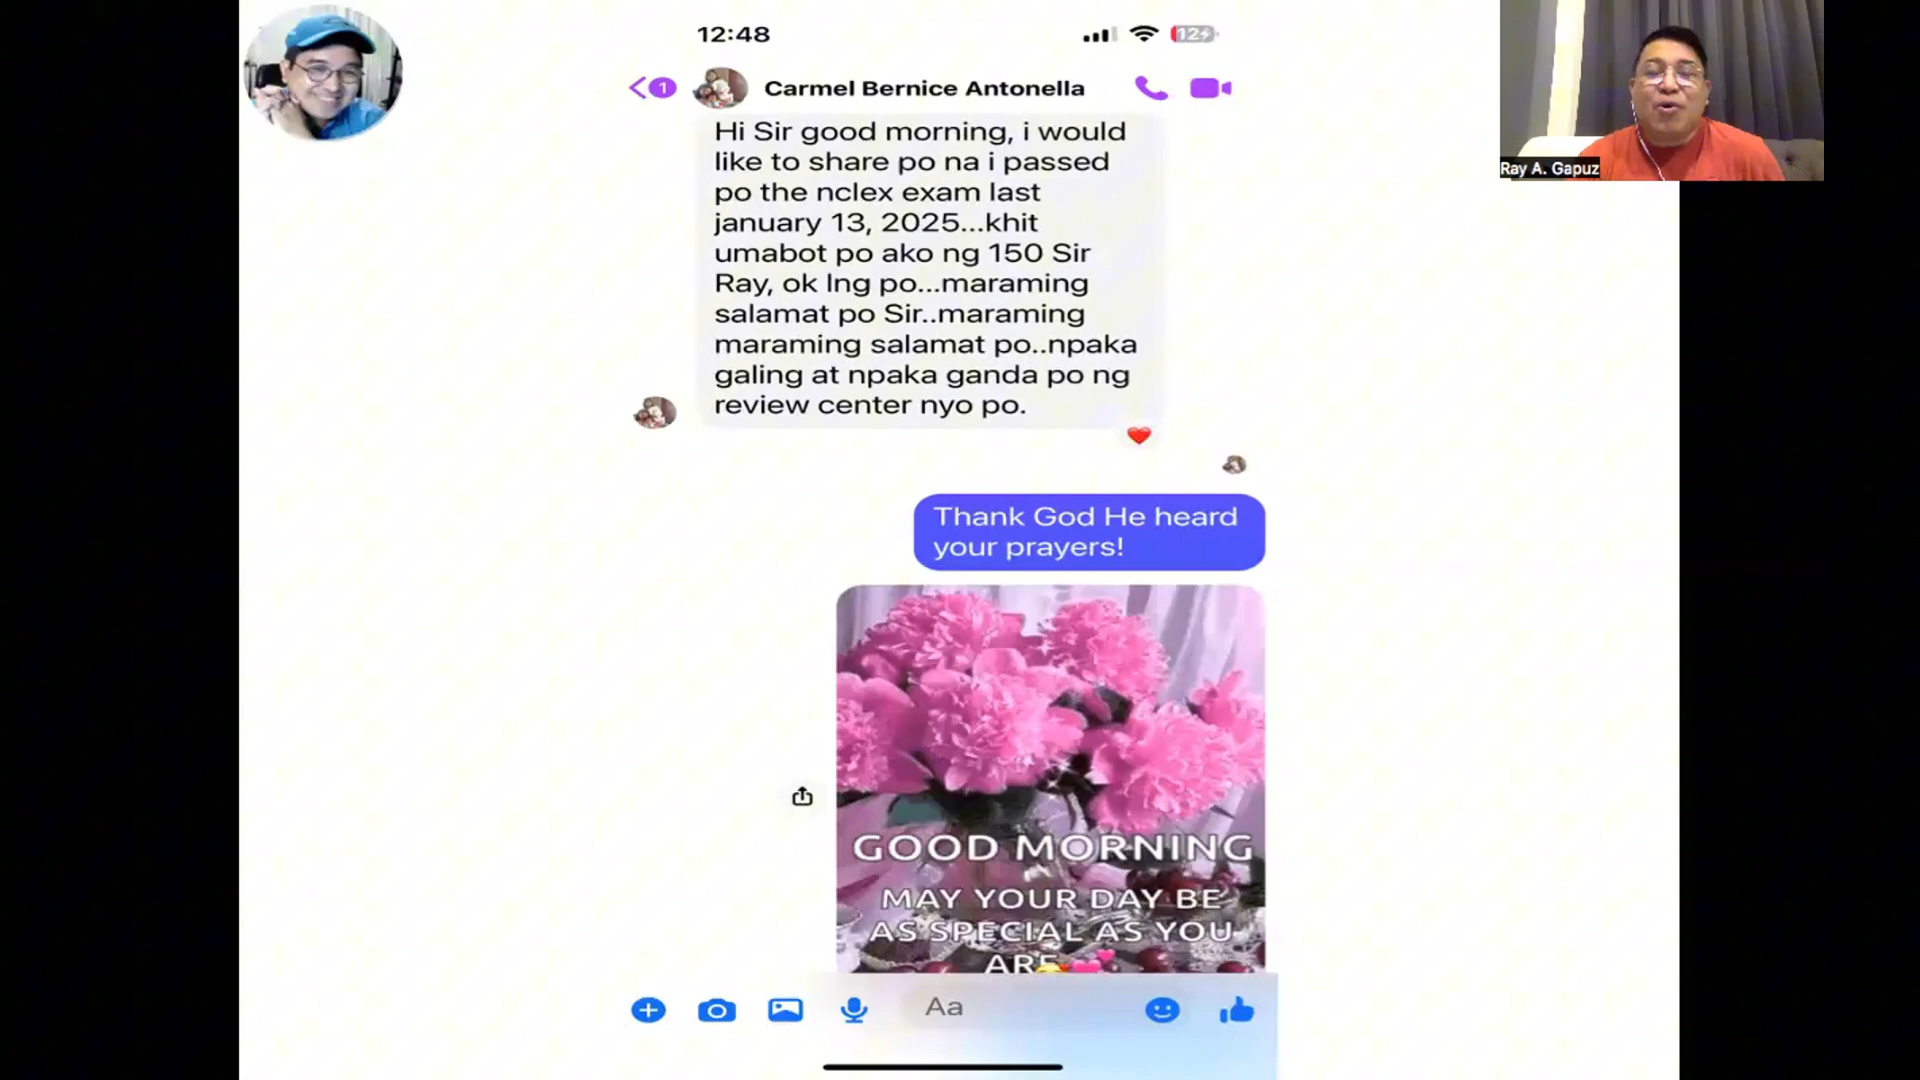 12:48
12
1
Carmel Bernice Antonella
Hi Sir good morning, i would
like to share po na i passed
po the nclex exam last
january 13, 2025...khit
umabot po ako ng 150 Sir
Ray, ok lng po...maraming
salamat po Sir..maraming
maraming salamat po..npaka
galing at npaka ganda po ng
review center nyo po.
Thank God He heard
your prayers!
GOOD MORNING
MAY YOUR DAY BE
AS SPECIAL AS YOU
ARE
Aa
Ray A. Gapuz